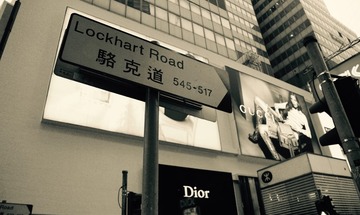 Lockhart Road
駱克道 545-517
GUCCI
Dior